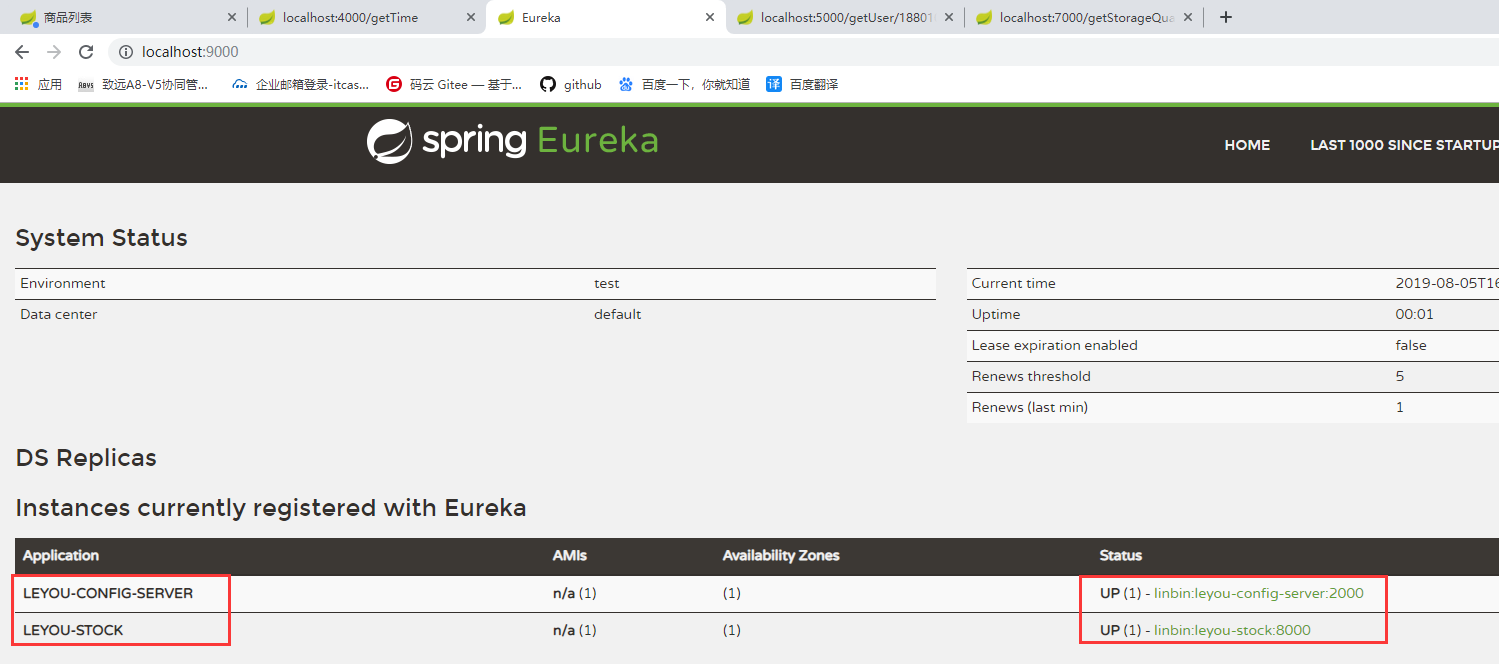 商品列表
localhost:4000/getTime
Eureka
localhost:5000/getUser/1880
localhost:7000/getStorageQua
localhost:9000
应用 致远A8-V5协同管... 企业邮箱登录-itcas... 码云 Gitee — 基于... github 百度一下，你就知道 译 百度翻译
spring Eureka
HOME LAST 1000 SINCE STARTUP
System Status
Environment test
Data center default
Current time 2019-08-05T16
Uptime 00:01
Lease expiration enabled false
Renews threshold 5
Renews (last min) 1
DS Replicas
Instances currently registered with Eureka
Application AMIs Availability Zones Status
LEYOU-CONFIG-SERVER n/a (1) (1) UP (1) - linbin:leyou-config-server:2000
LEYOU-STOCK n/a (1) (1) UP (1) - linbin:leyou-stock:8000